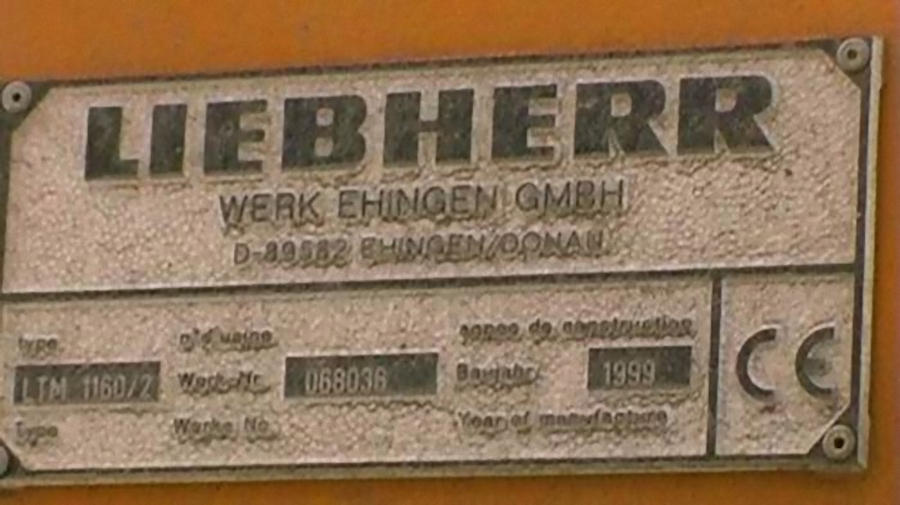 LIEBHERR
WERK EHINGEN GMBH
D-89582 EHINGEN/DONAU
type n°d'usine annee de construction
LTM 1160/2 Werk-Nr. 068036 Baujahr 1999 CE
Type Works No. Year of manufacture